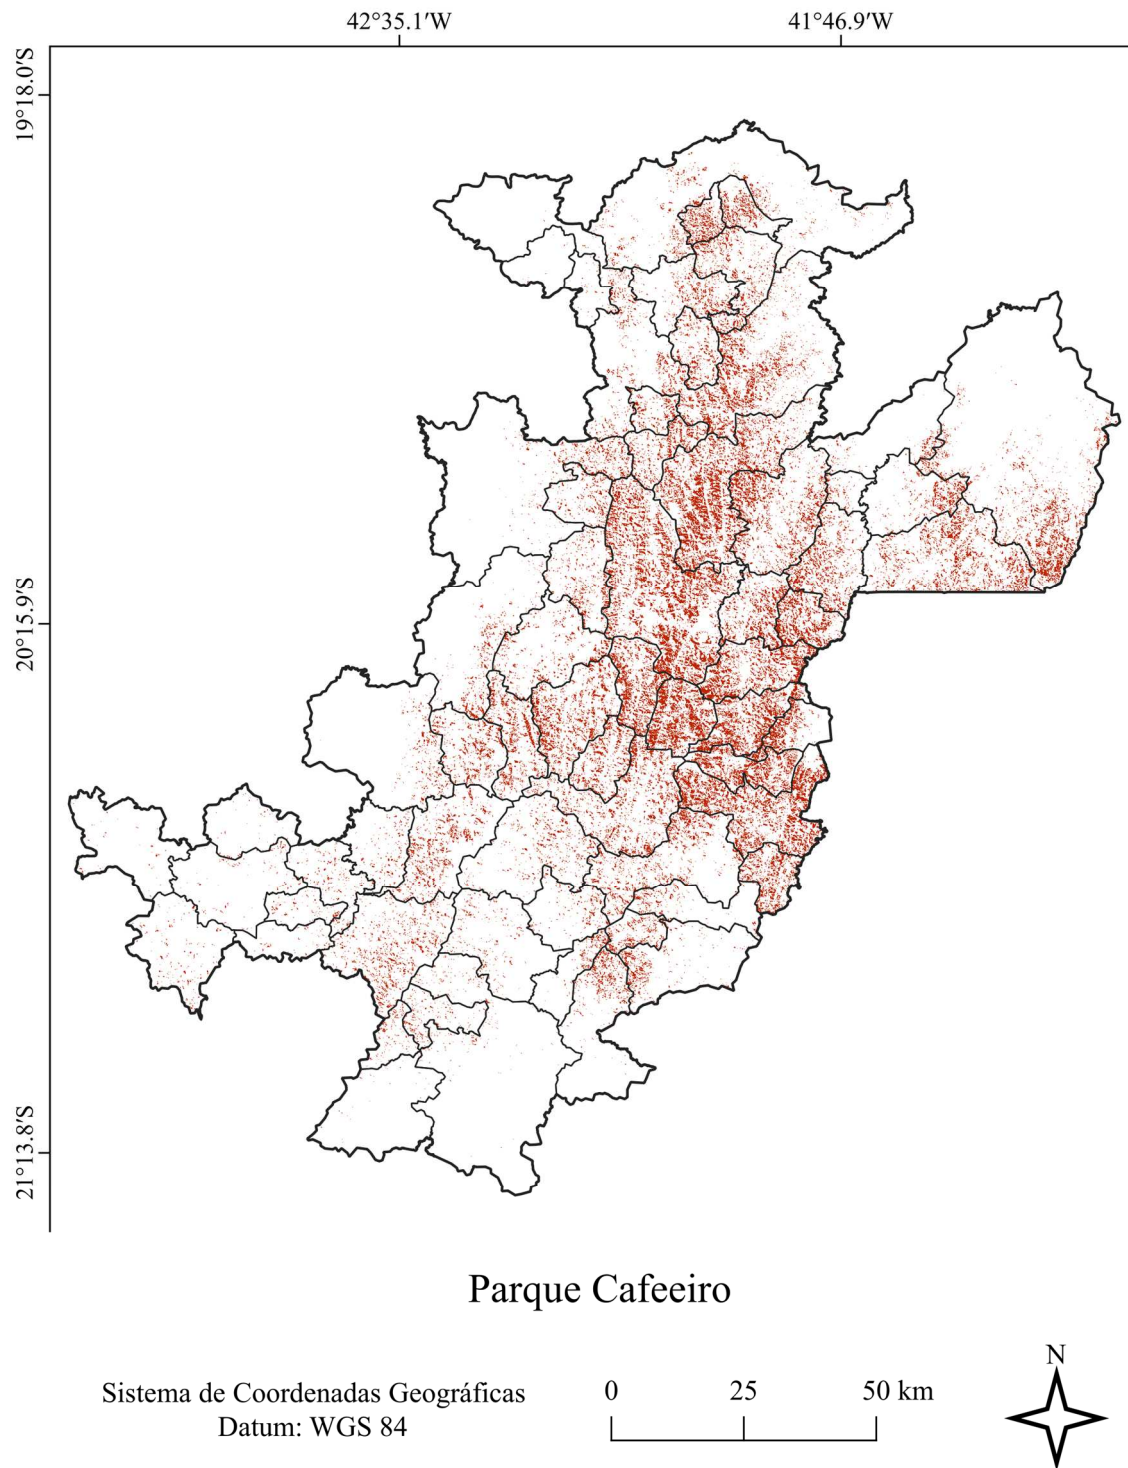 42°35.1'W
41°46.9'W
19°18.0'S
20°15.9'S
21°13.8'S
Parque Cafeeiro
Sistema de Coordenadas Geográficas
Datum: WGS 84
0 25 50 km
N